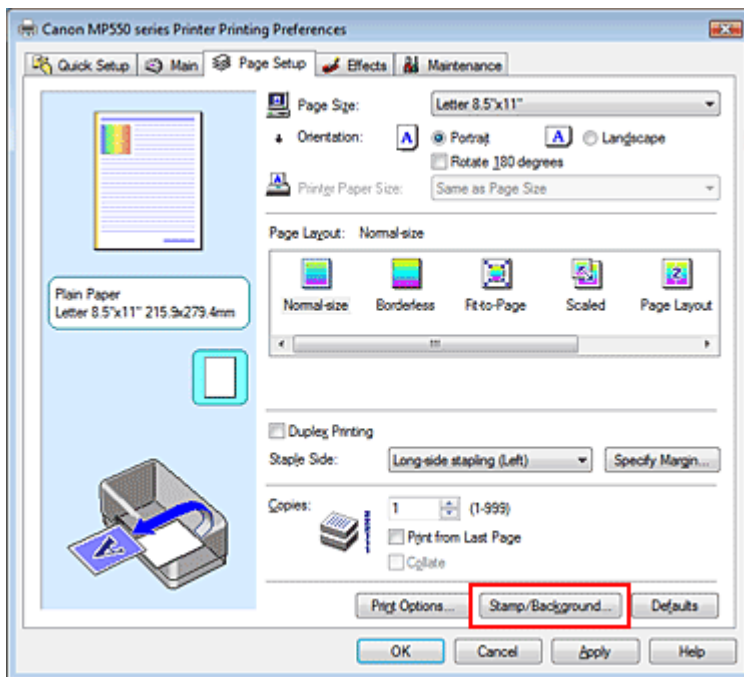 Canon MP550 series Printer Printing Preferences
Quick Setup Main Page Setup Effects Maintenance
Page Size: Letter 8.5"x11"
Orientation: A Portrait A Landscape
Rotate 180 degrees
Printer Paper Size: Same as Page Size
Page Layout: Normal-size
Normal-size Borderless Fit-to-Page Scaled Page Layout
Plain Paper
Letter 8.5"x11" 215.9x279.4mm
Duplex Printing
Staple Side: Long-side stapling (Left) Specify Margin...
Copies: 1 (1-999)
Print from Last Page
Collate
Print Options... Stamp/Background... Defaults
OK Cancel Apply Help